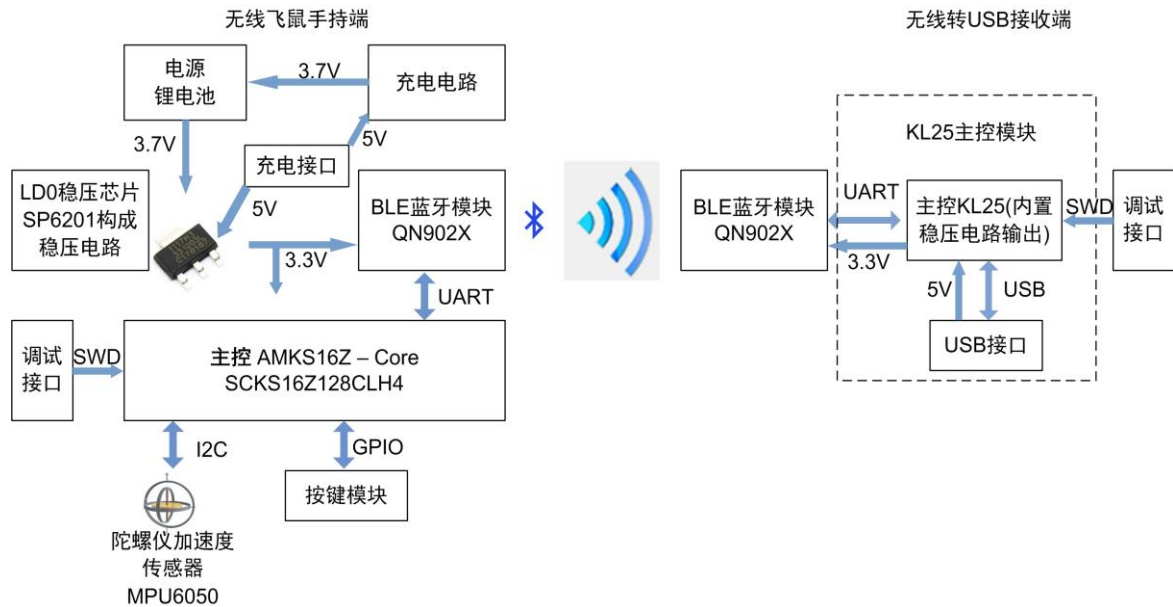 无线飞鼠手持端
无线转USB接收端
电源
锂电池
3.7V
充电电路
3.7V
5V
充电接口
5V
LD0稳压芯片
SP6201构成
稳压电路
BLE蓝牙模块
QN902X
3.3V
UART
调试
接口
SWD
主控 AMKS16Z – Core
SCKS16Z128CLH4
I2C
GPIO
按键模块
陀螺仪加速度
传感器
MPU6050
KL25主控模块
BLE蓝牙模块
QN902X
UART
3.3V
主控KL25(内置
稳压电路输出)
SWD
调试
接口
5V
USB
USB接口